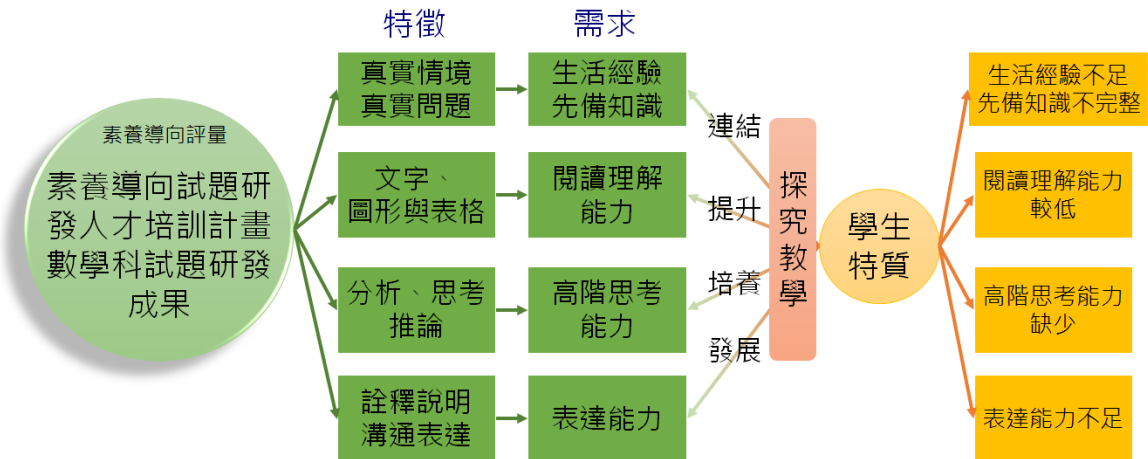 特徵
需求
素養導向評量
素養導向試題研
發人才培訓計畫
數學科試題研發
成果
真實情境
真實問題
生活經驗
先備知識
文字、
圖形與表格
閱讀理解
能力
分析、思考
推論
高階思考
能力
詮釋說明
溝通表達
表達能力
連結
提升
培養
發展
探究教學
學生
特質
生活經驗不足
先備知識不完整
閱讀理解能力
較低
高階思考能力
缺少
表達能力不足